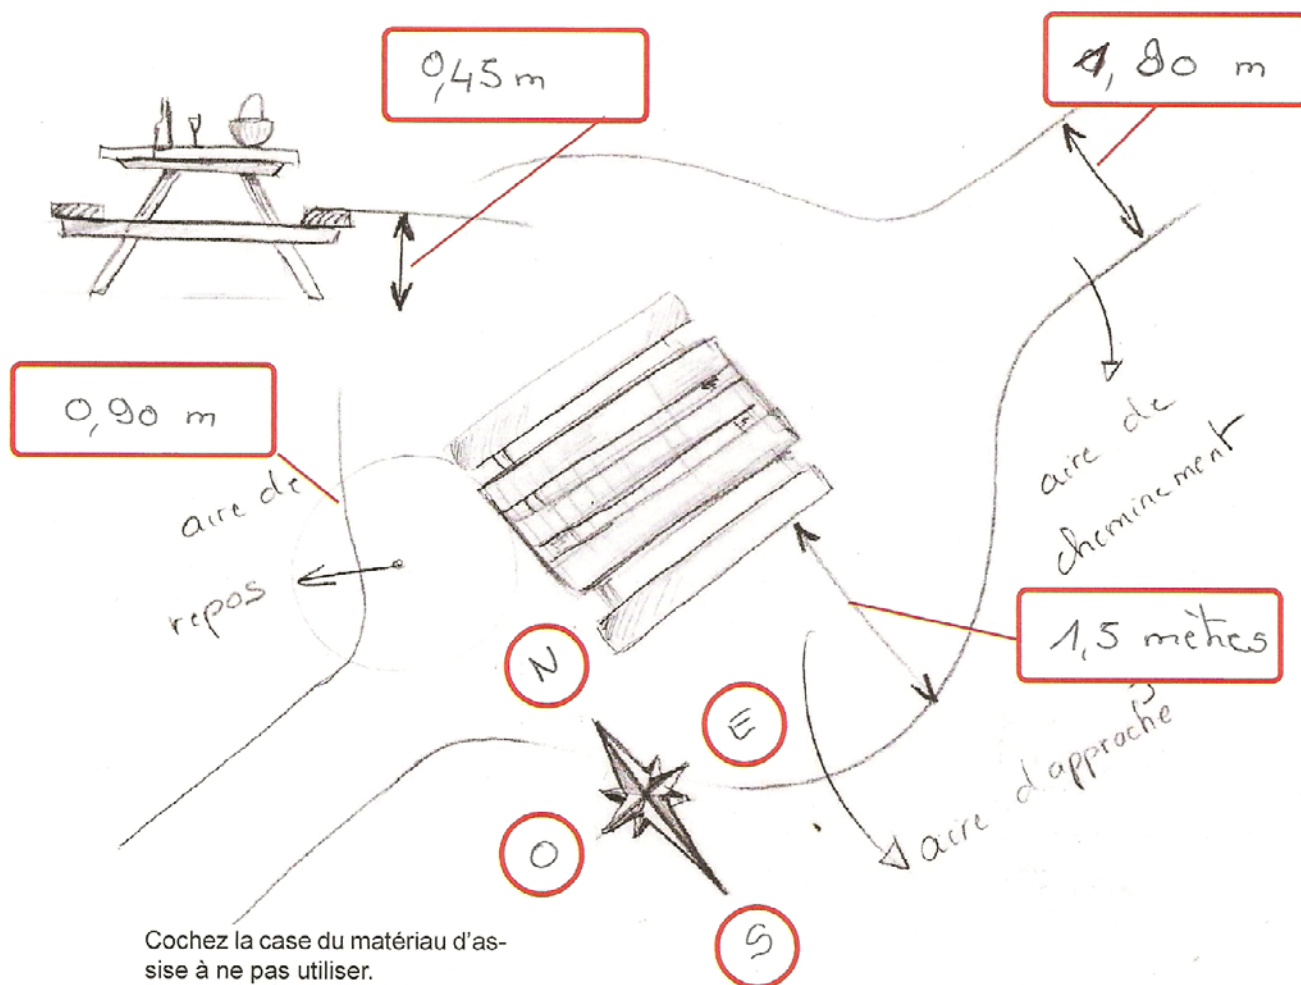 0,45 m
0,80 m
0,90 m
aire de
repos
aire de
cheminement
1,5 mètres
aire d'approche
N
E
O
S
Cochez la case du matériau d'as-
sise à ne pas utiliser.